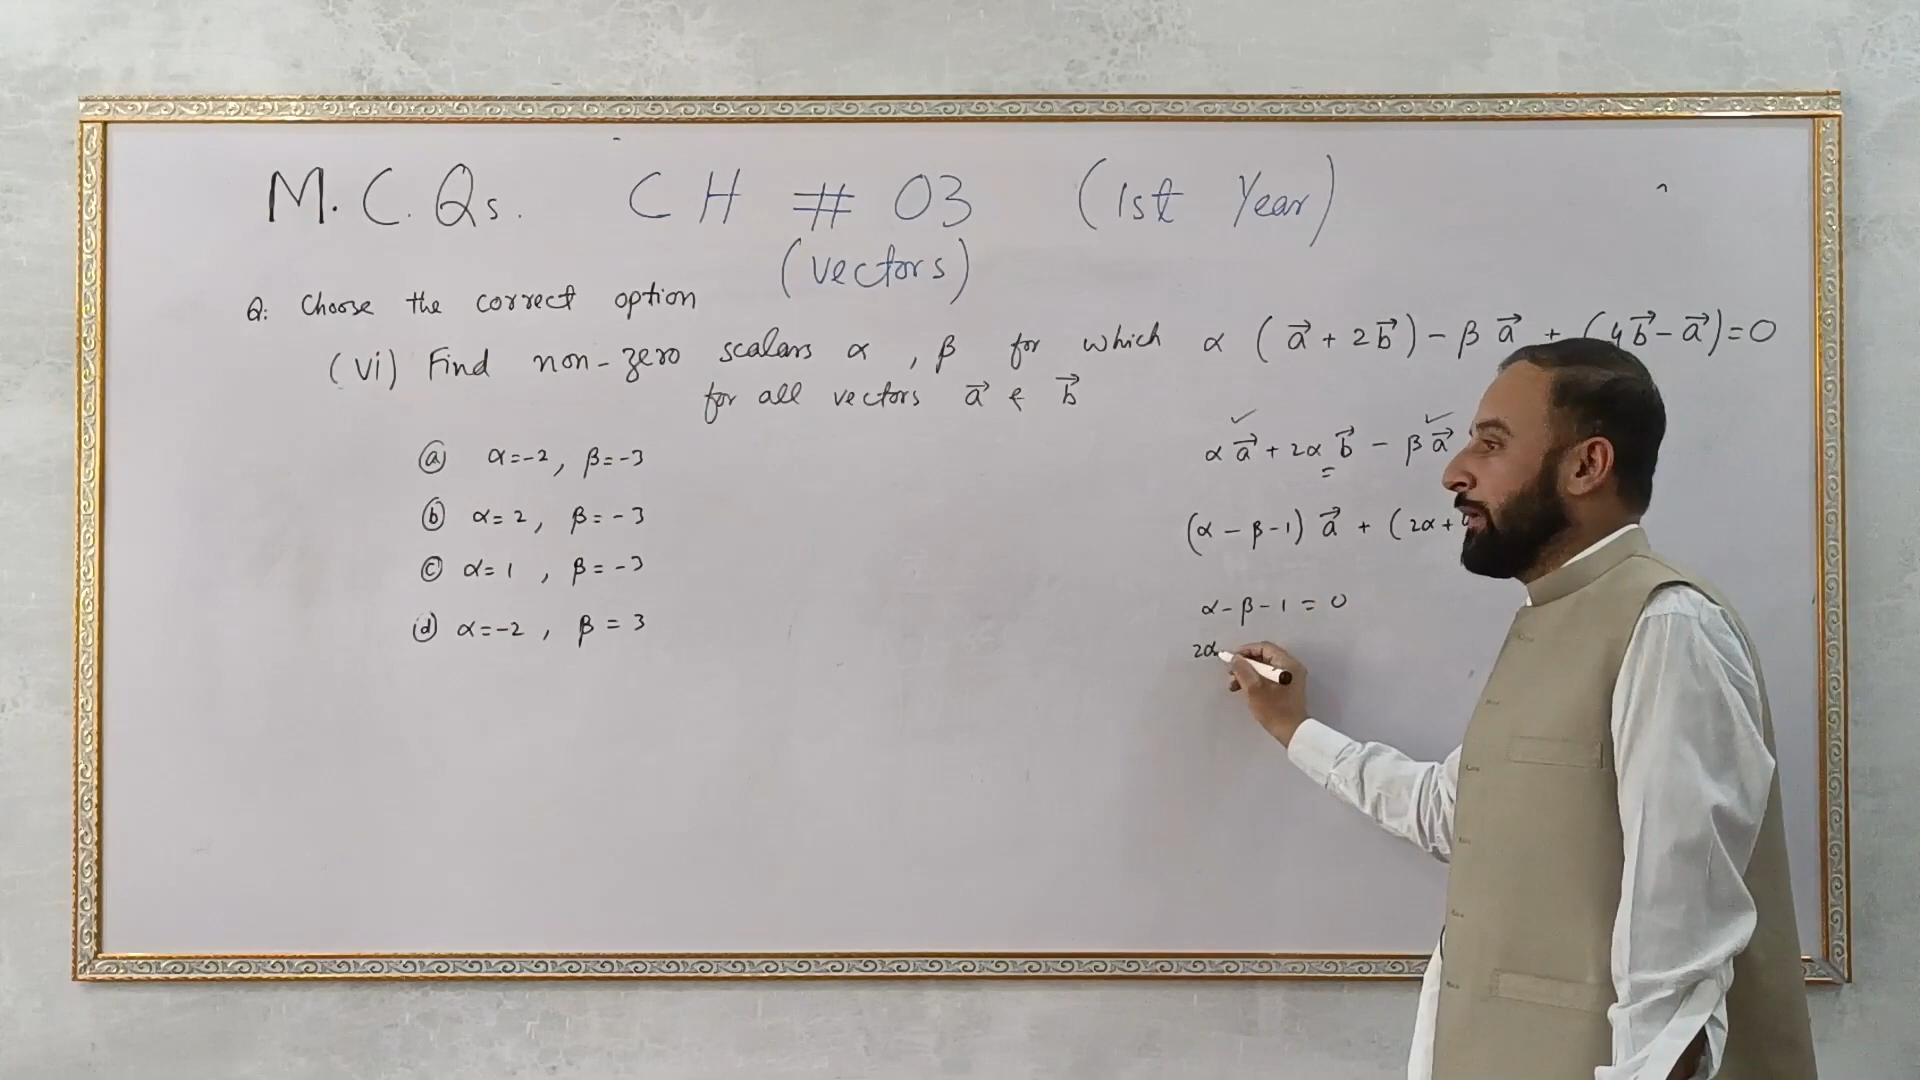 M.C.Qs. CH # 03 (1st Year)
(vectors)
Q: Choose the correct option
(vi) Find non-zero scalars α , β for which α ( a⃗ + 2b⃗ ) - β a⃗ + (4b⃗ - a⃗) = 0
for all vectors a⃗ & b⃗
(a) α = -2 , β = -3
(b) α = 2 , β = -3
(c) α = 1 , β = -3
(d) α = -2 , β = 3
✓ ✓
α a⃗ + 2α b⃗ - β a⃗
(α - β - 1) a⃗ + ( 2α +
α - β - 1 = 0
2α